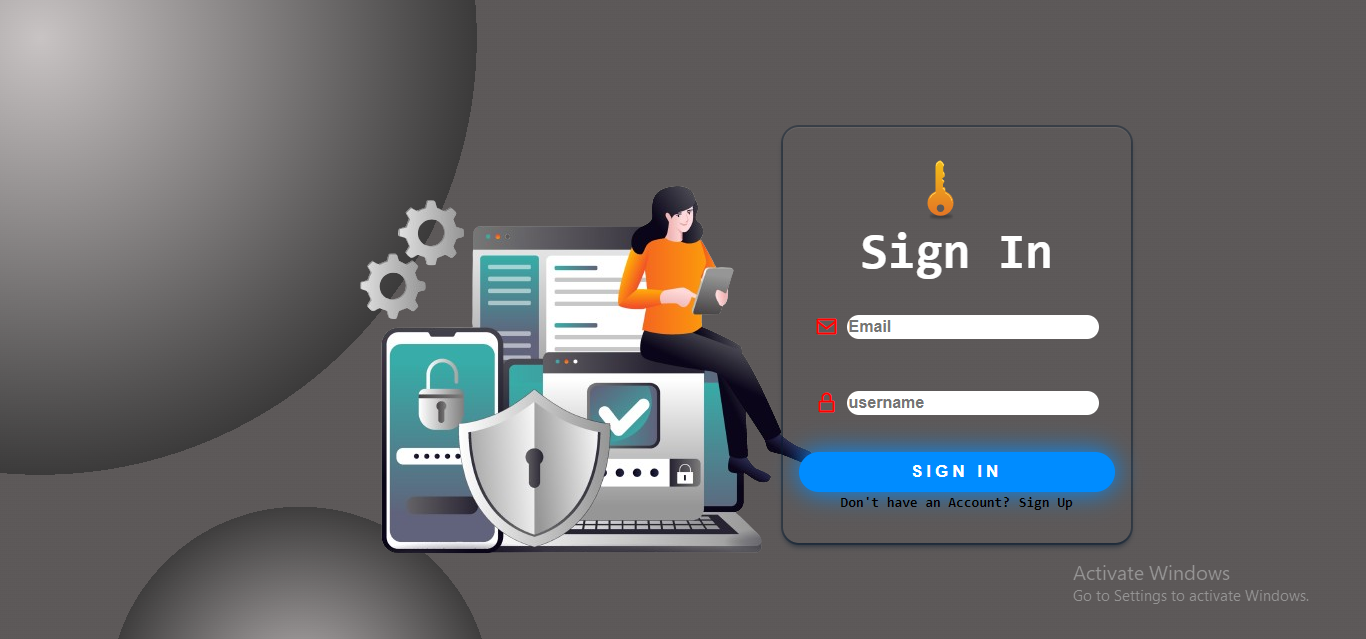 Sign In
Email
username
SIGN IN
Don't have an Account? Sign Up
Activate Windows
Go to Settings to activate Windows.